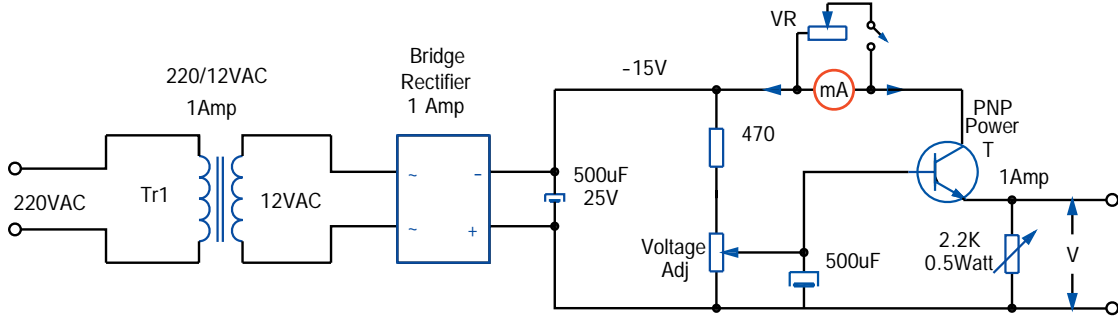 VR
Bridge
Rectifier
1 Amp
220/12VAC
1Amp
-15V
mA
PNP
Power
T
470
~
-
500uF
25V
1Amp
Tr1
12VAC
220VAC
~
+
Voltage
Adj
500uF
2.2K
0.5Watt
V